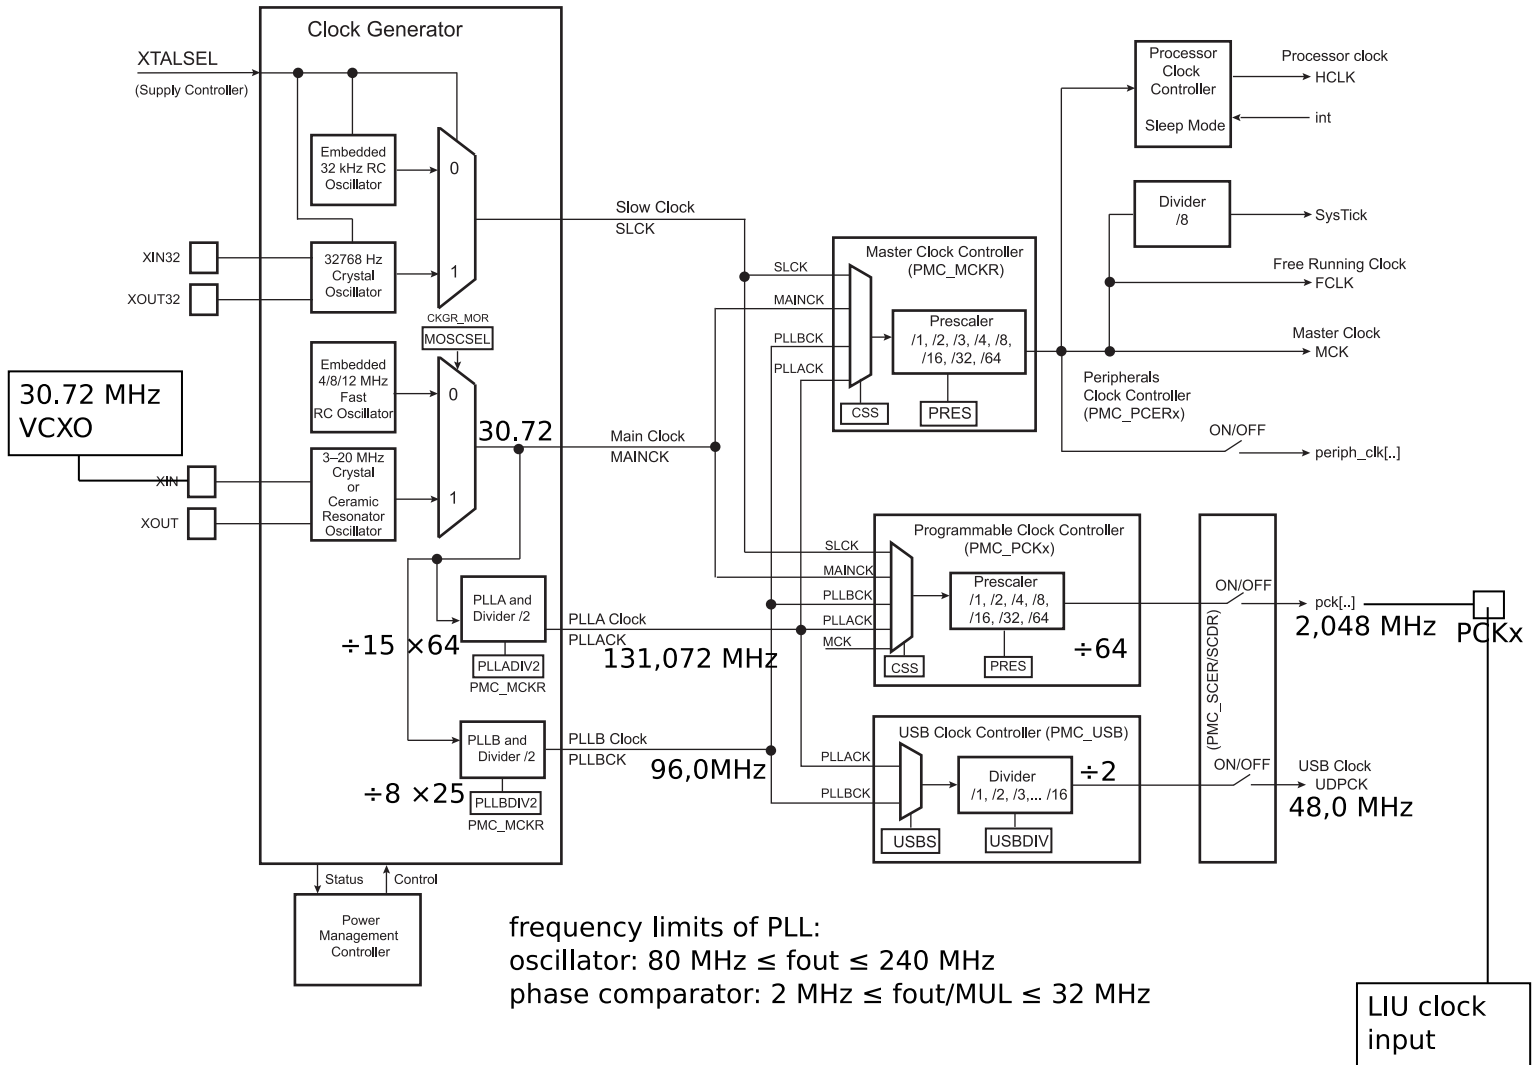 Clock Generator
XTALSEL
(Supply Controller)
Embedded
32 kHz RC
Oscillator
0
XIN32
XOUT32
32768 Hz
Crystal
Oscillator
1
CKGR_MOR
MOSCSEL
Embedded
4/8/12 MHz
Fast
RC Oscillator
0
30.72 MHz
VCXO
XIN
XOUT
3–20 MHz
Crystal
or
Ceramic
Resonator
Oscillator
1
30.72
PLLA and
Divider /2
÷15 ×64
PLLADIV2
PMC_MCKR
PLLB and
Divider /2
÷8 ×25
PLLBDIV2
PMC_MCKR
Status
Control
Power
Management
Controller
Slow Clock
SLCK
Main Clock
MAINCK
PLLA Clock
PLLACK
131,072 MHz
PLLB Clock
PLLBCK
96,0MHz
Master Clock Controller
(PMC_MCKR)
SLCK
MAINCK
PLLBCK
PLLACK
Prescaler
/1, /2, /3, /4, /8,
/16, /32, /64
CSS
PRES
Processor
Clock
Controller
Sleep Mode
Processor clock
HCLK
int
Divider
/8
SysTick
Free Running Clock
FCLK
Master Clock
MCK
Peripherals
Clock Controller
(PMC_PCERx)
ON/OFF
periph_clk[..]
Programmable Clock Controller
(PMC_PCKx)
SLCK
MAINCK
PLLBCK
PLLACK
MCK
Prescaler
/1, /2, /4, /8,
/16, /32, /64
÷64
CSS
PRES
USB Clock Controller (PMC_USB)
PLLACK
PLLBCK
Divider
/1, /2, /3,... /16
÷2
USBS
USBDIV
(PMC_SCER/SCDR)
ON/OFF
pck[..]
2,048 MHz
PCKx
ON/OFF
USB Clock
UDPCK
48,0 MHz
frequency limits of PLL:
oscillator: 80 MHz ≤ fout ≤ 240 MHz
phase comparator: 2 MHz ≤ fout/MUL ≤ 32 MHz
LIU clock
input